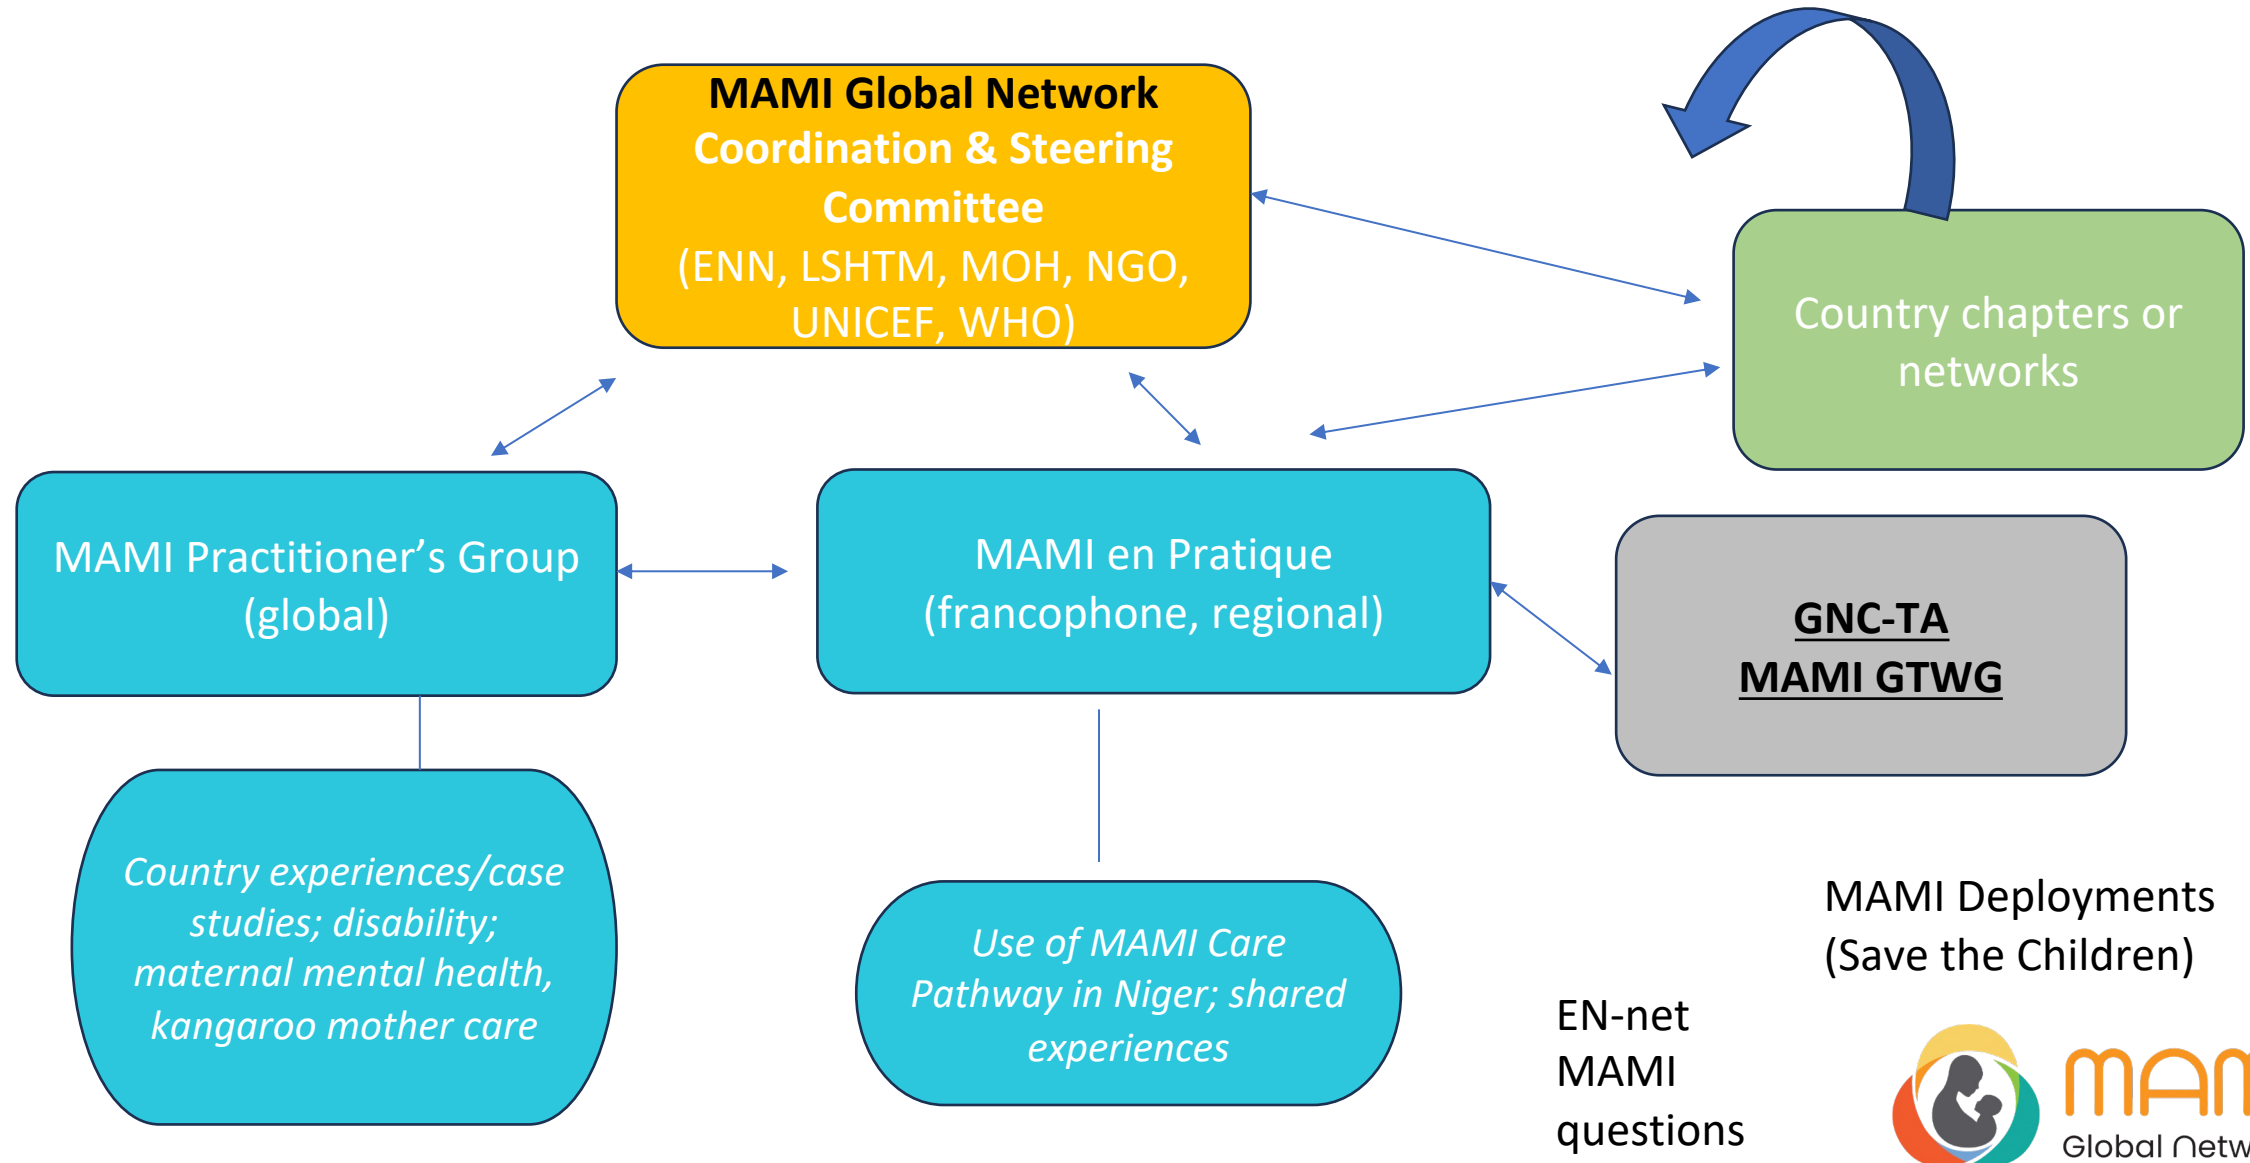 MAMI Global Network
Coordination & Steering
Committee
(ENN, LSHTM, MOH, NGO,
UNICEF, WHO)
Country chapters or
networks
MAMI Practitioner’s Group
(global)
MAMI en Pratique
(francophone, regional)
GNC-TA
MAMI GTWG
Country experiences/case
studies; disability;
maternal mental health,
kangaroo mother care
Use of MAMI Care
Pathway in Niger; shared
experiences
MAMI Deployments
(Save the Children)
EN-net
MAMI
questions
Global